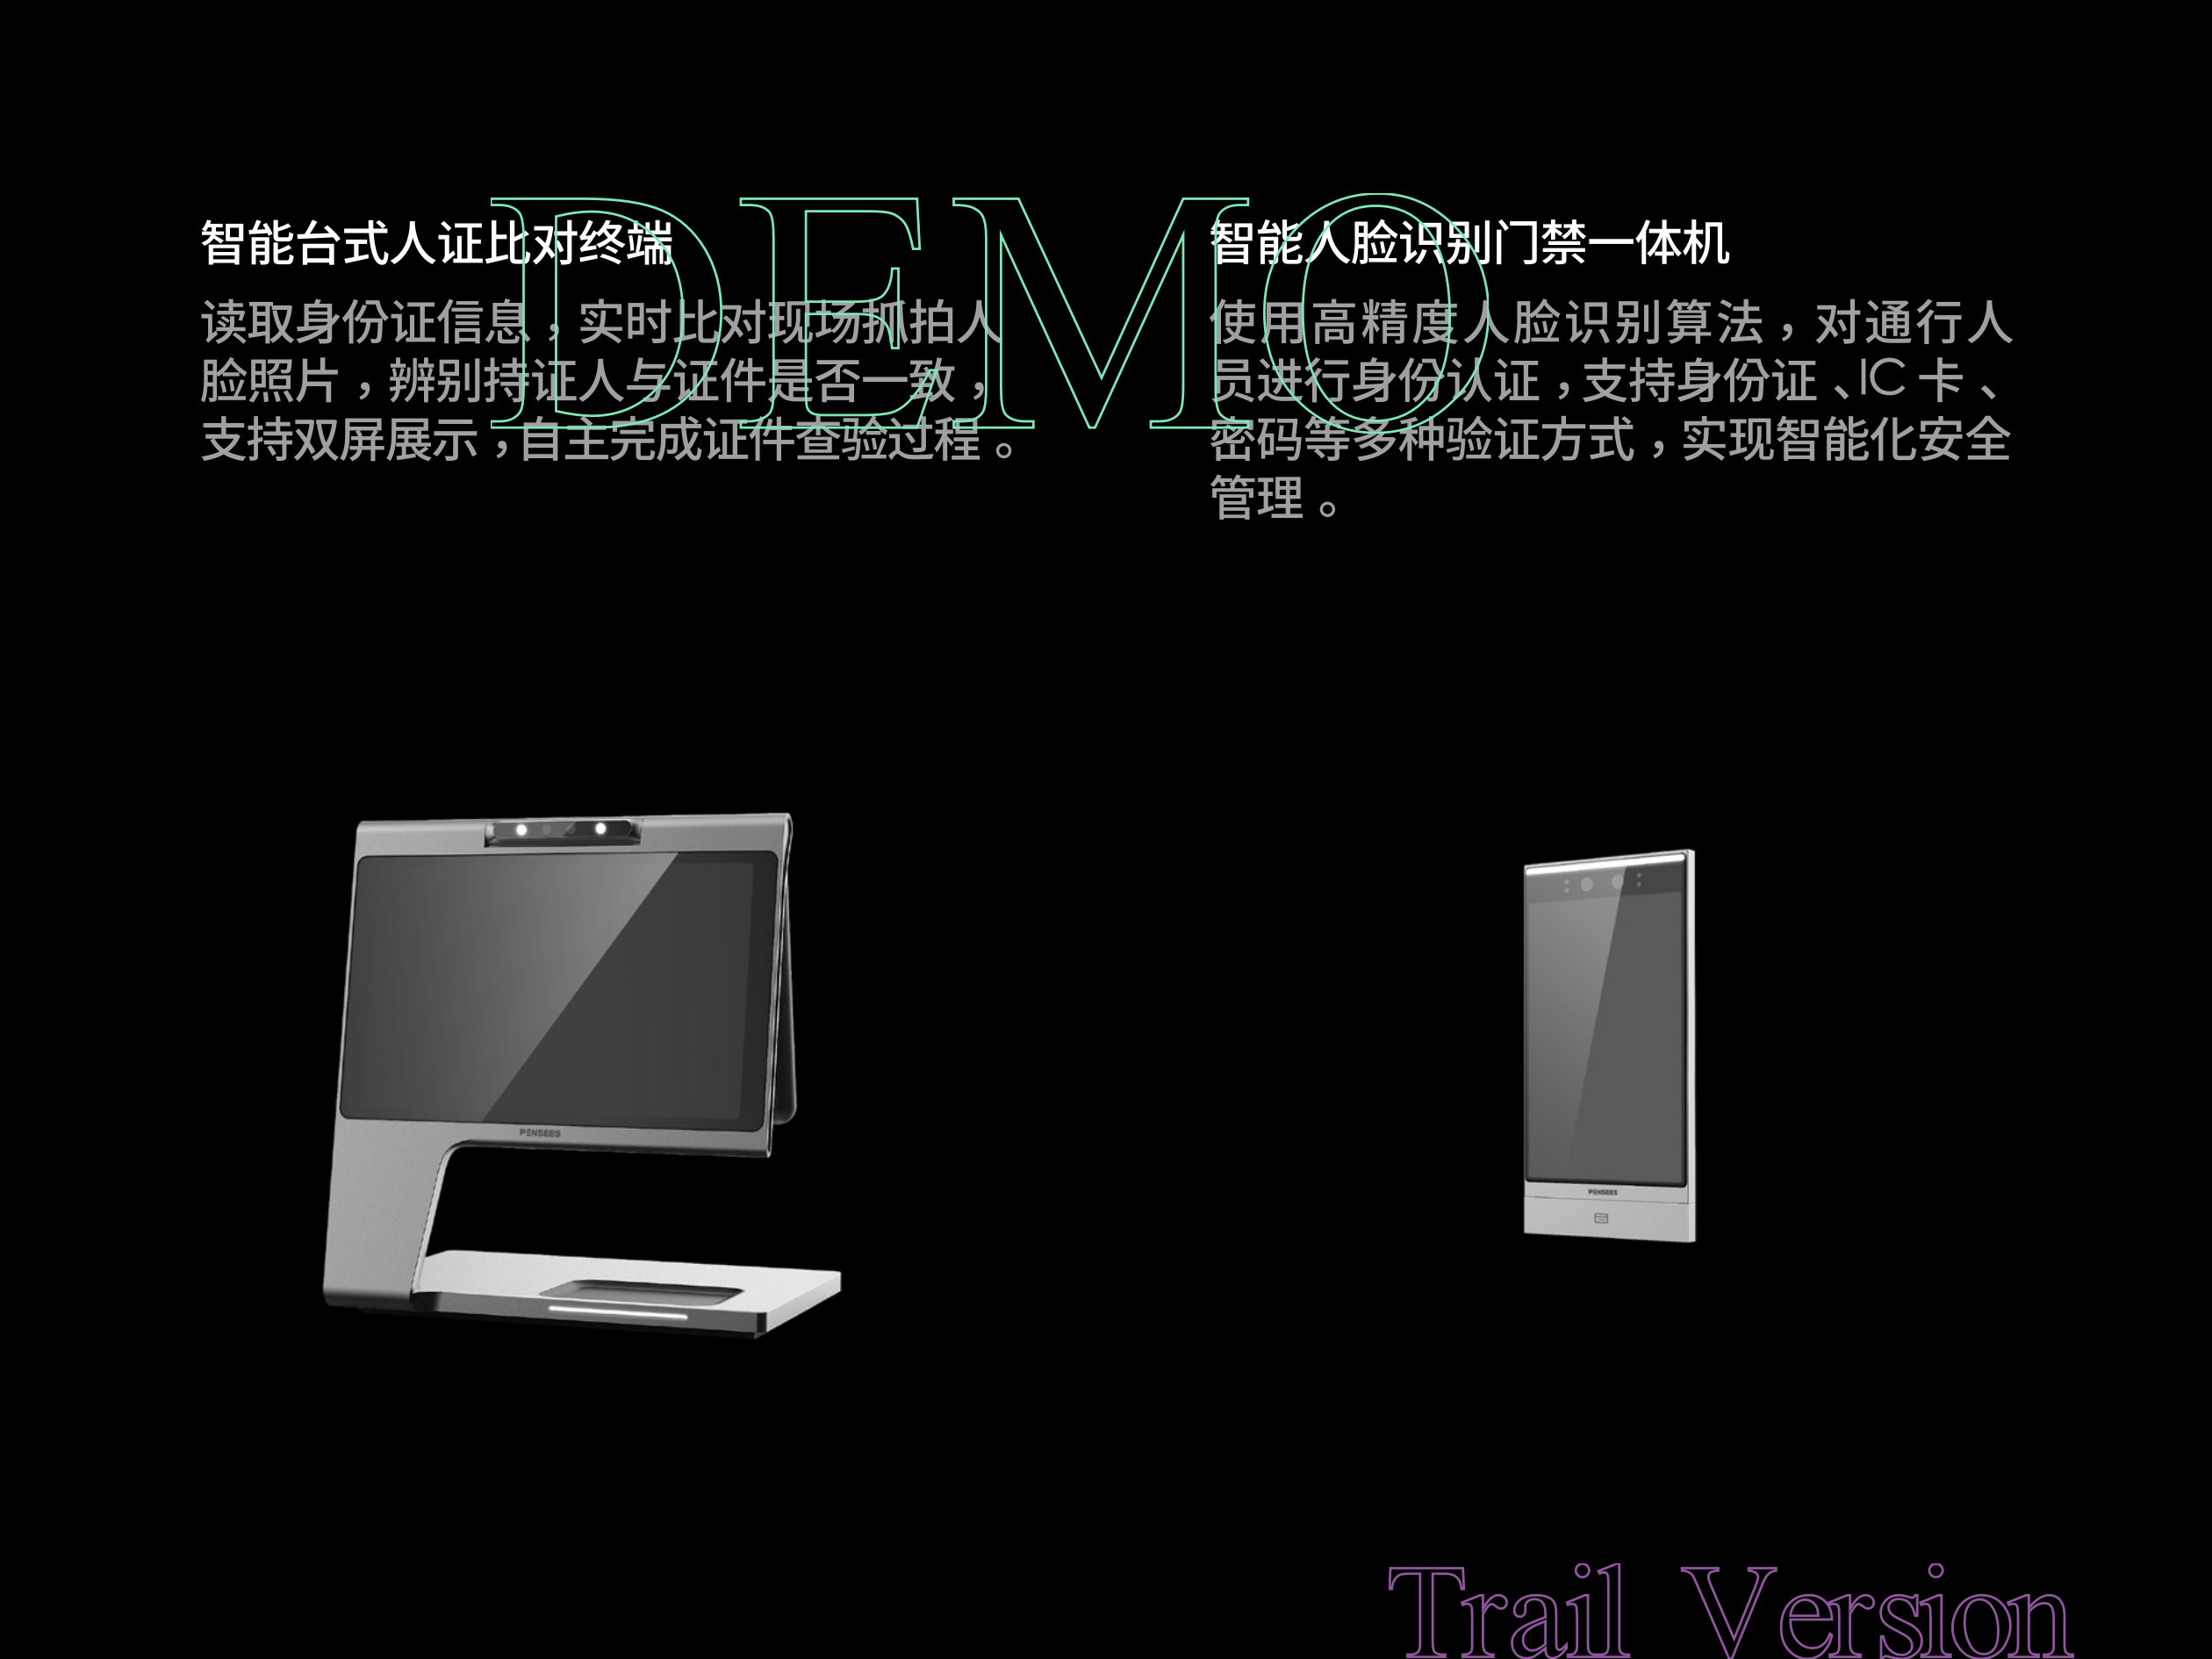 DEMO
智能台式人证比对终端
读取身份证信息，实时比对现场抓拍人
脸照片，辨别持证人与证件是否一致，
支持双屏展示，自主完成证件查验过程。
智能人脸识别门禁一体机
使用高精度人脸识别算法，对通行人
员进行身份认证，支持身份证、IC 卡、
密码等多种验证方式，实现智能化安全
管理。
PENSEES
PENSEES
Trail Version